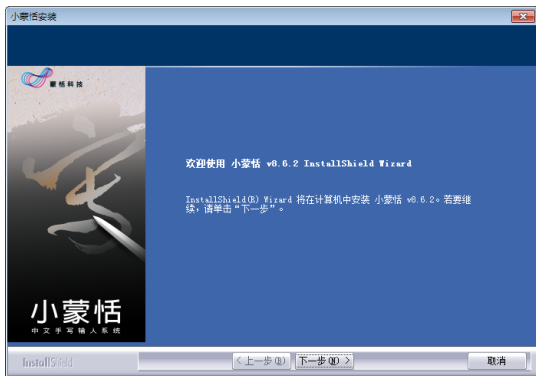 小蒙恬安装
蒙恬科技
欢迎使用 小蒙恬 v8.6.2 InstallShield Wizard
InstallShield(R) Wizard 将在计算机中安装 小蒙恬 v8.6.2。若要继
续，请单击“下一步”。
小蒙恬
中文手写输入系统
InstallShield
<上一步(B)
下一步(N) >
取消